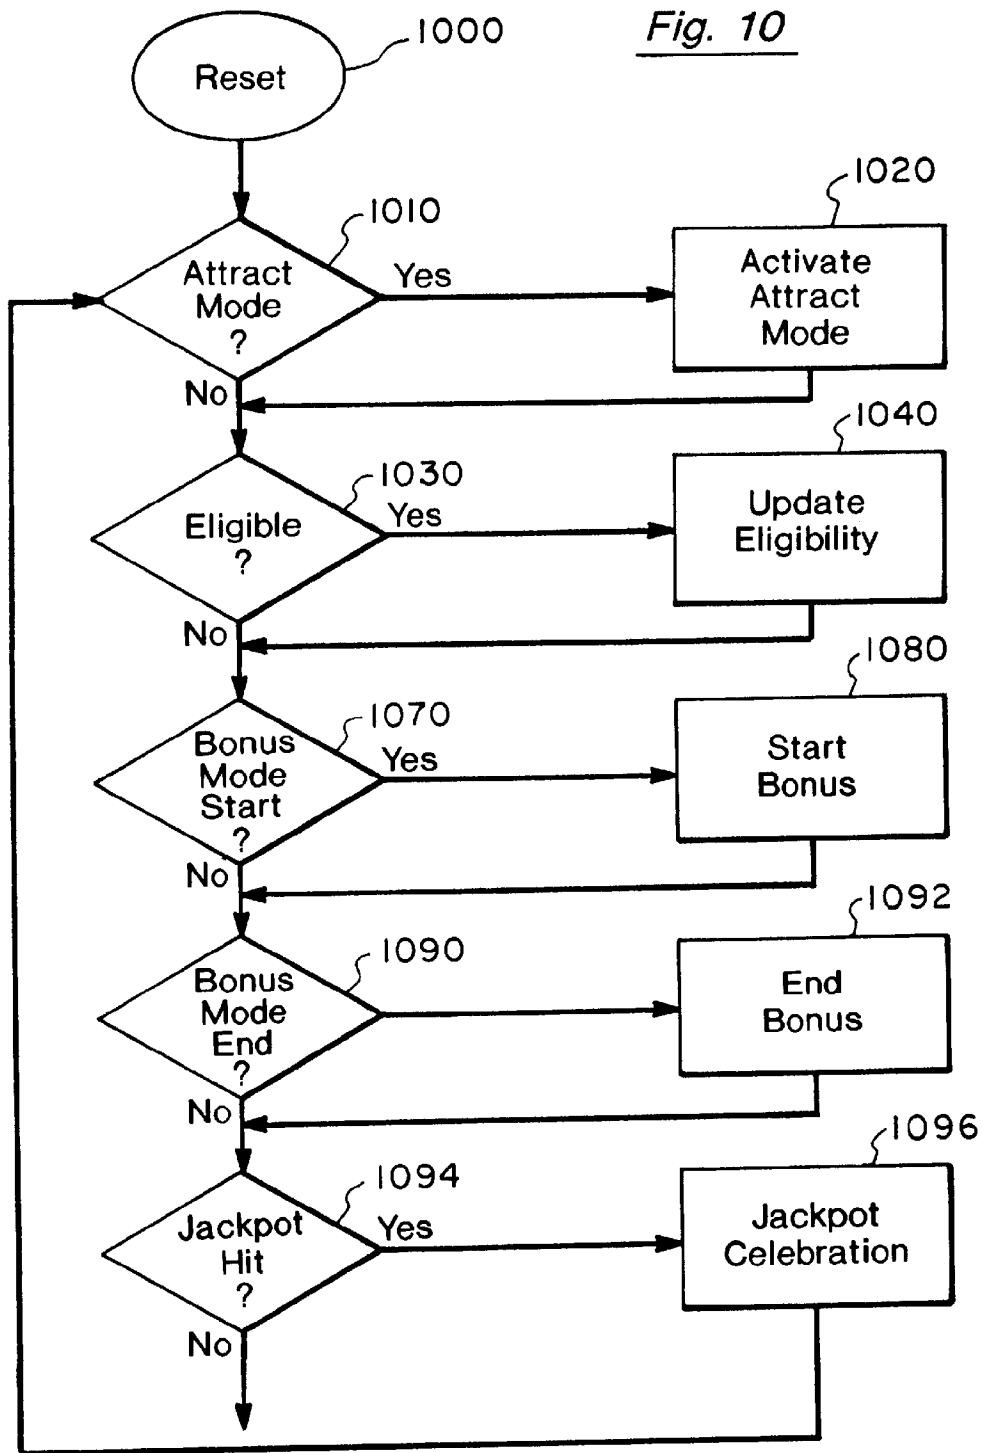 Fig. 10
1000
Reset
1010
Attract
Mode
?
Yes
No
1020
Activate
Attract
Mode
1030
Eligible
?
Yes
No
1040
Update
Eligibility
1070
Bonus
Mode
Start
?
Yes
No
1080
Start
Bonus
1090
Bonus
Mode
End
?
No
1092
End
Bonus
1094
Jackpot
Hit
?
Yes
No
1096
Jackpot
Celebration